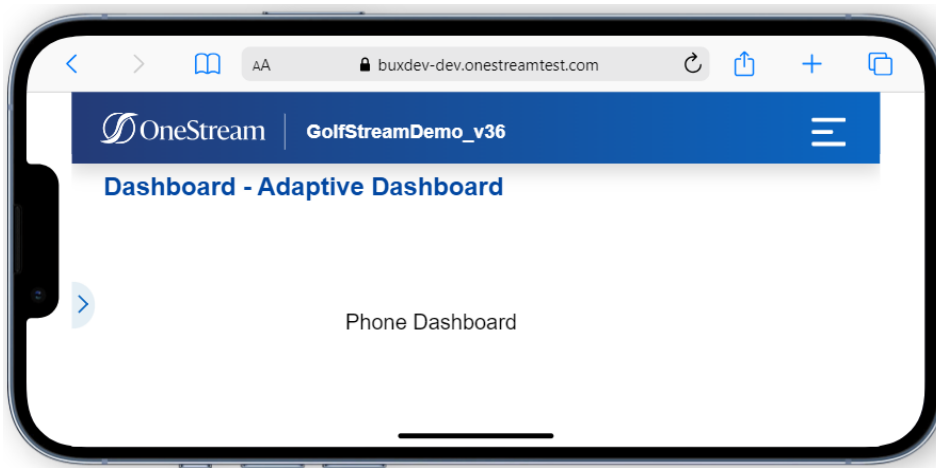 AA buxdev-dev.onestreamtest.com
OneStream GolfStreamDemo_v36
Dashboard - Adaptive Dashboard
Phone Dashboard